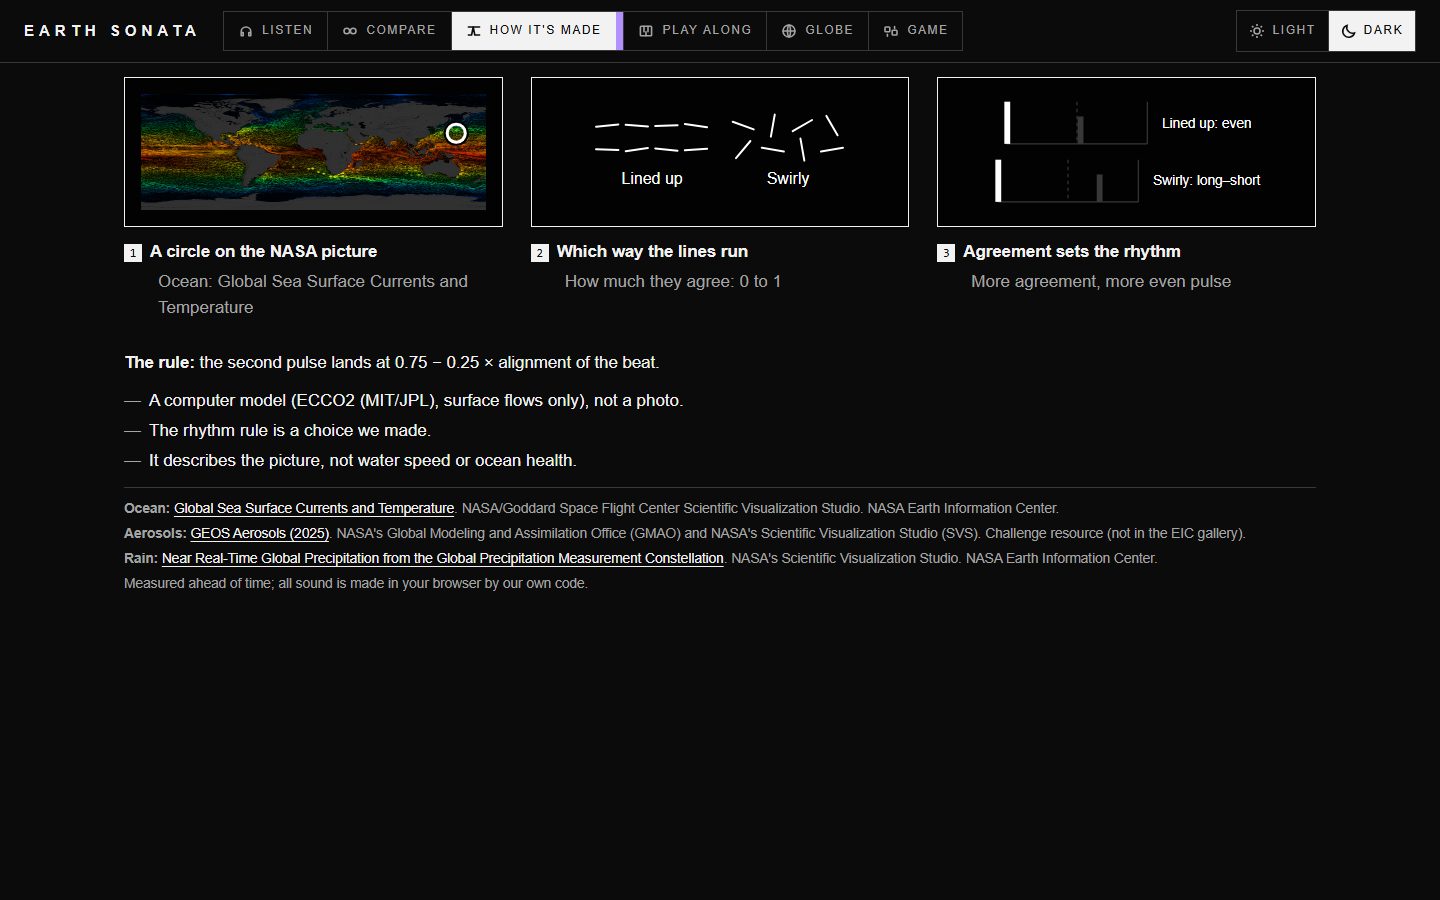 EARTH SONATA
LISTEN
COMPARE
HOW IT'S MADE
PLAY ALONG
GLOBE
GAME
LIGHT
DARK
Lined up
Swirly
Lined up: even
Swirly: long–short
1 A circle on the NASA picture
Ocean: Global Sea Surface Currents and
Temperature
2 Which way the lines run
How much they agree: 0 to 1
3 Agreement sets the rhythm
More agreement, more even pulse
The rule: the second pulse lands at 0.75 − 0.25 × alignment of the beat.
— A computer model (ECCO2 (MIT/JPL), surface flows only), not a photo.
— The rhythm rule is a choice we made.
— It describes the picture, not water speed or ocean health.
Ocean: Global Sea Surface Currents and Temperature. NASA/Goddard Space Flight Center Scientific Visualization Studio. NASA Earth Information Center.
Aerosols: GEOS Aerosols (2025). NASA's Global Modeling and Assimilation Office (GMAO) and NASA's Scientific Visualization Studio (SVS). Challenge resource (not in the EIC gallery).
Rain: Near Real-Time Global Precipitation from the Global Precipitation Measurement Constellation. NASA's Scientific Visualization Studio. NASA Earth Information Center.
Measured ahead of time; all sound is made in your browser by our own code.